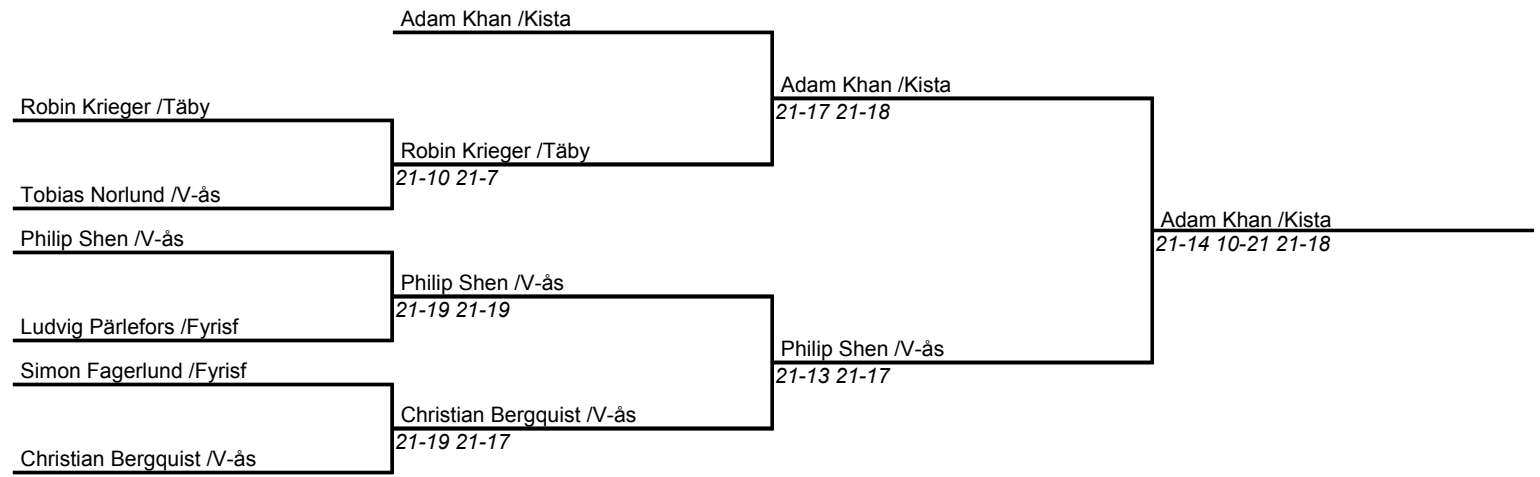 Adam Khan /Kista
Adam Khan /Kista
Robin Krieger /Täby
21-17 21-18
Robin Krieger /Täby
21-10 21-7
Tobias Norlund /V-ås
Adam Khan /Kista
Philip Shen /V-ås
21-14 10-21 21-18
Philip Shen /V-ås
21-19 21-19
Ludvig Pärlefors /Fyrisf
Philip Shen /V-ås
Simon Fagerlund /Fyrisf
21-13 21-17
Christian Bergquist /V-ås
21-19 21-17
Christian Bergquist /V-ås